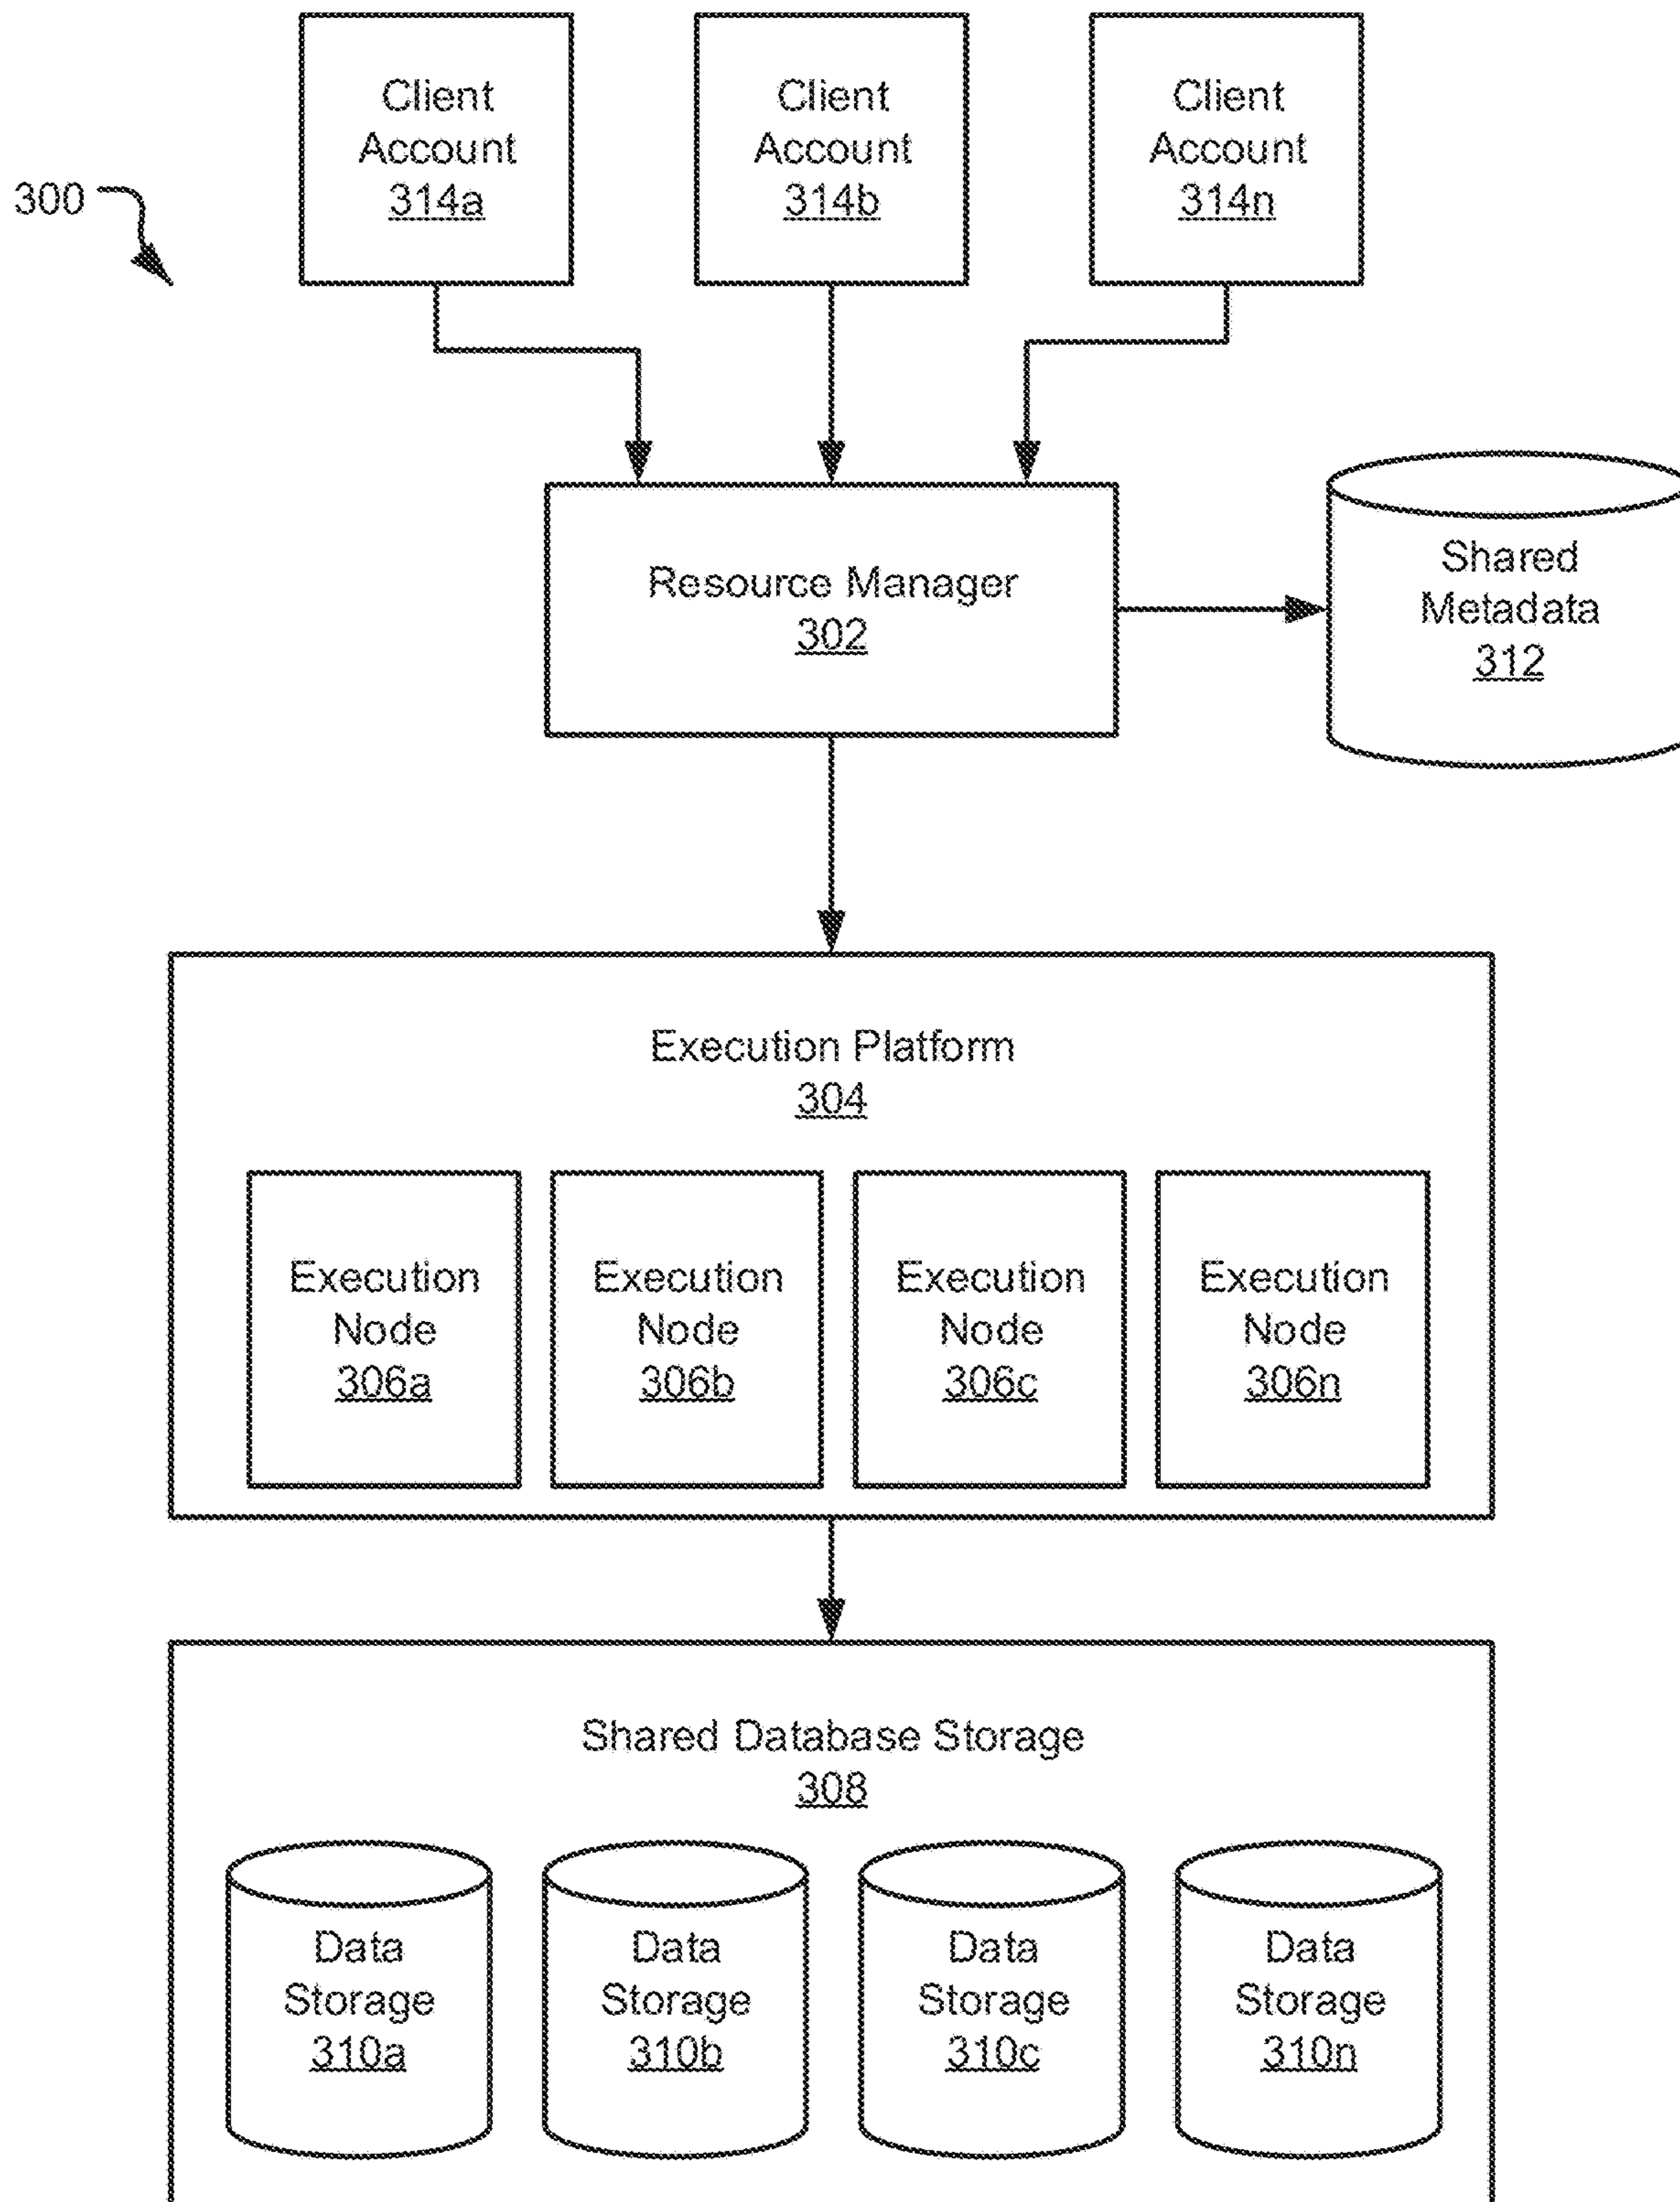 Client
Account
314a
Client
Account
314b
Client
Account
314n
300
Resource Manager
302
Shared
Metadata
312
Execution Platform
304
Execution
Node
306a
Execution
Node
306b
Execution
Node
306c
Execution
Node
306n
Shared Database Storage
308
Data
Storage
310a
Data
Storage
310b
Data
Storage
310c
Data
Storage
310n